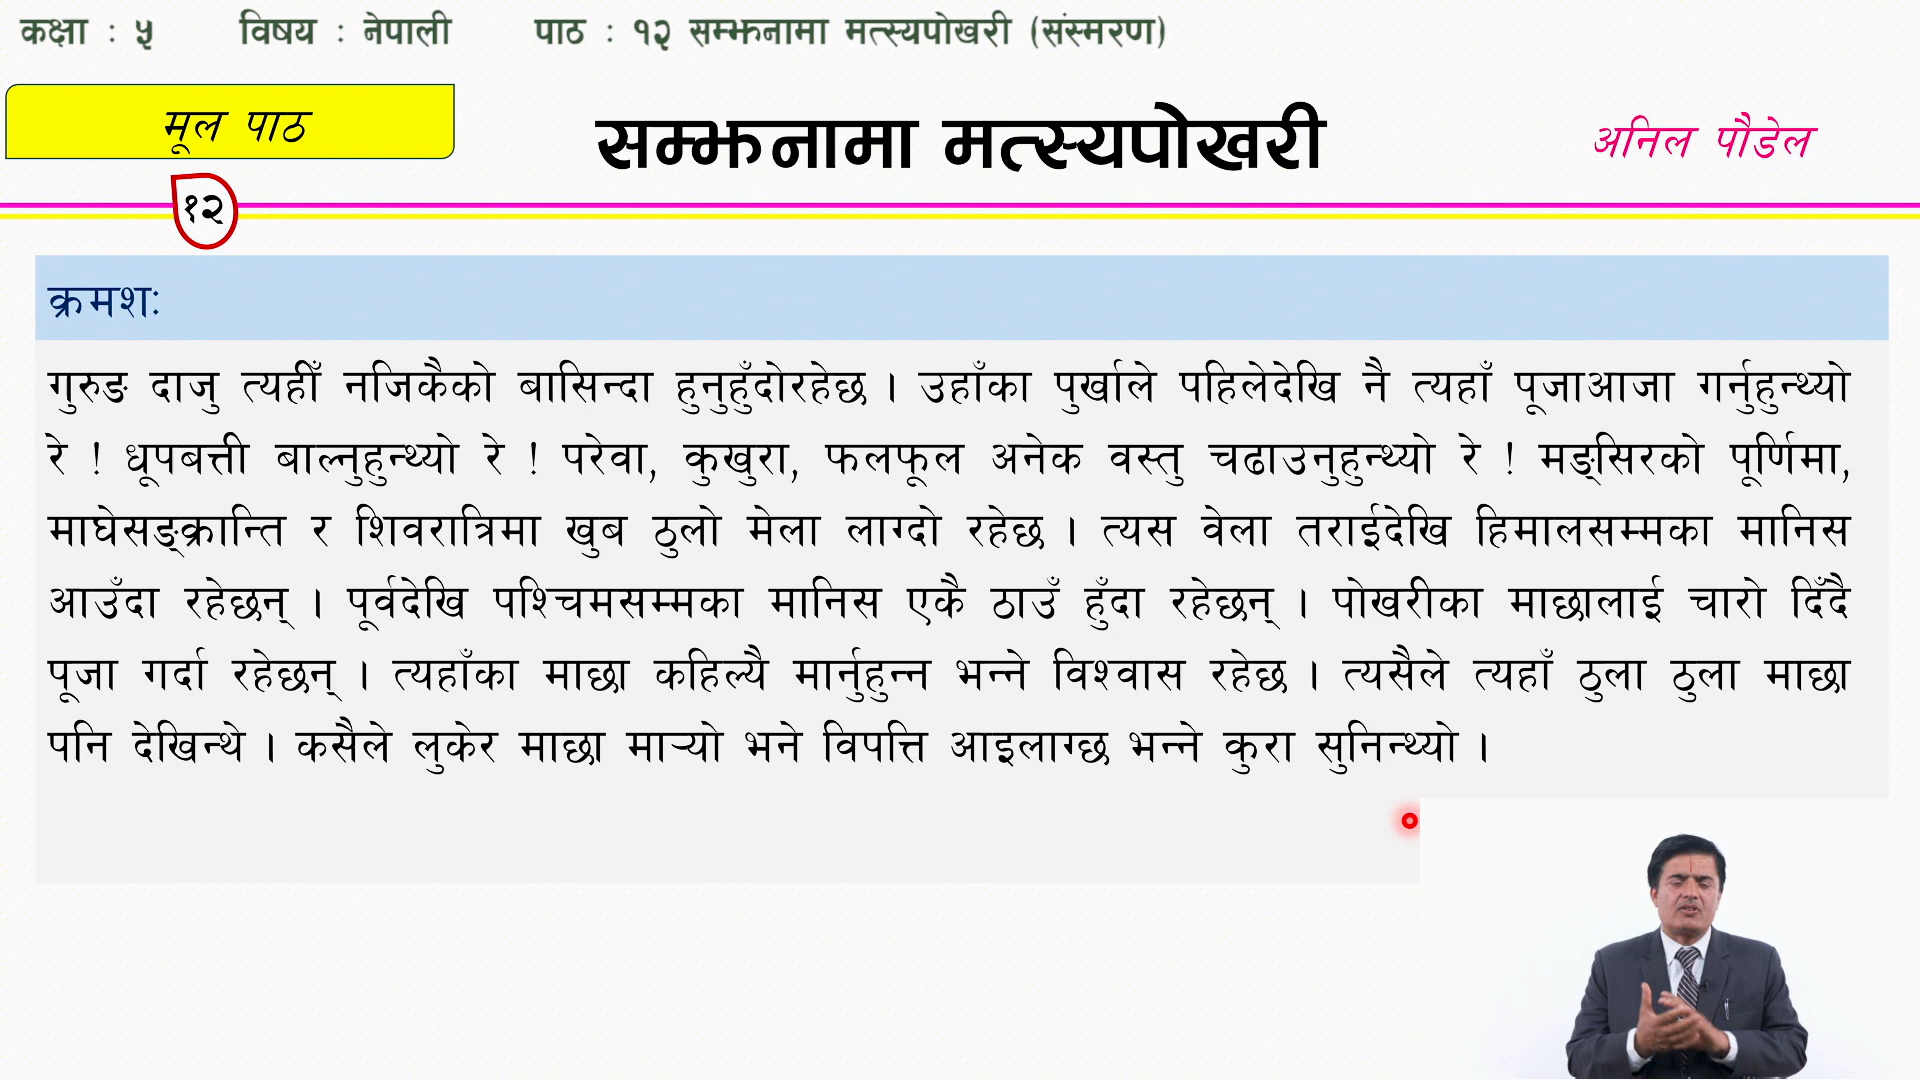 कक्षा : ५ विषय : नेपाली पाठ : १२ सम्झनामा मत्स्यपोखरी (संस्मरण)
मूल पाठ
सम्झनामा मत्स्यपोखरी
अनिल पौडेल
१२
क्रमशः
गुरुङ दाजु त्यहीँ नजिकैको बासिन्दा हुनुहुँदोरहेछ । उहाँका पुर्खाले पहिलेदेखि नै त्यहाँ पूजाआजा गर्नुहुन्थ्यो
रे ! धूपबत्ती बाल्नुहुन्थ्यो रे ! परेवा, कुखुरा, फलफूल अनेक वस्तु चढाउनुहुन्थ्यो रे ! मङ्सिरको पूर्णिमा,
माघेसङ्क्रान्ति र शिवरात्रिमा खुब ठुलो मेला लाग्दो रहेछ । त्यस वेला तराईदेखि हिमालसम्मका मानिस
आउँदा रहेछन् । पूर्वदेखि पश्चिमसम्मका मानिस एकै ठाउँ हुँदा रहेछन् । पोखरीका माछालाई चारो दिँदै
पूजा गर्दा रहेछन् । त्यहाँका माछा कहिल्यै मार्नुहुन्न भन्ने विश्वास रहेछ । त्यसैले त्यहाँ ठुला ठुला माछा
पनि देखिन्थे । कसैले लुकेर माछा मार्‍यो भने विपत्ति आइलाग्छ भन्ने कुरा सुनिन्थ्यो ।